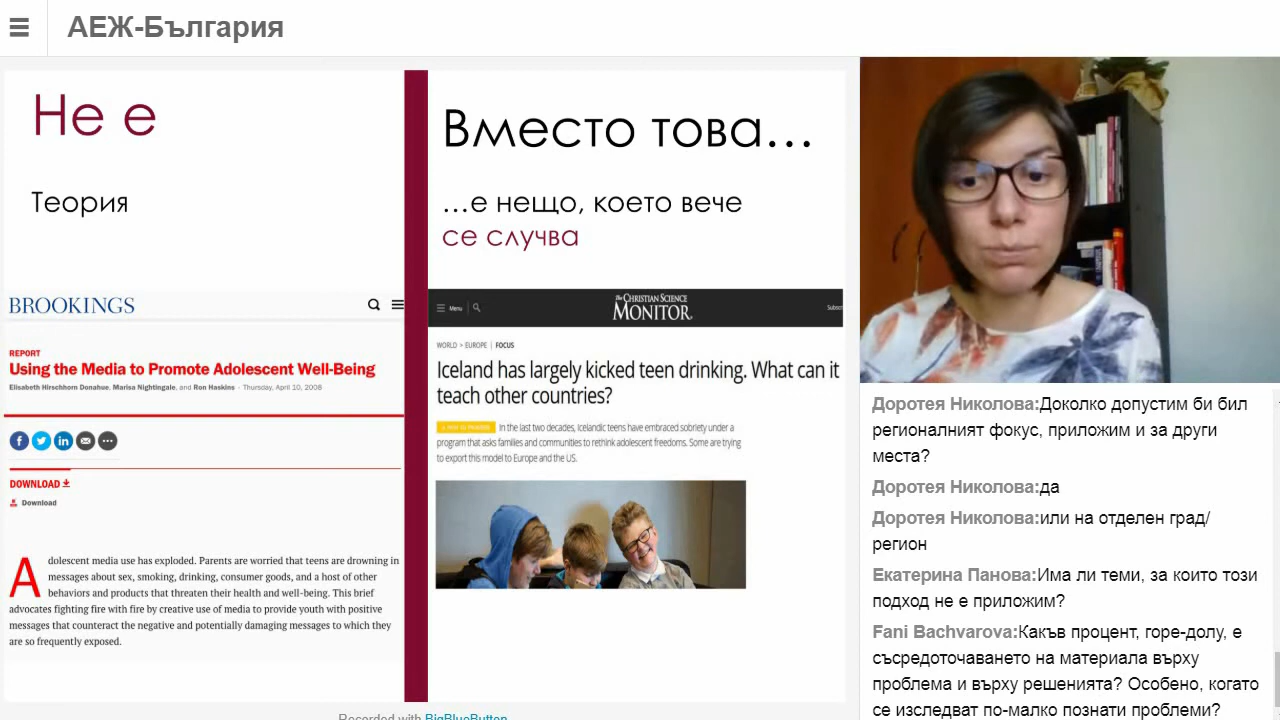 АЕЖ-България
Не е
Теория
BROOKINGS
REPORT
Using the Media to Promote Adolescent Well-Being
Elisabeth Hirschhorn Donahue, Marisa Nightingale, and Ron Haskins · Thursday, April 10, 2008
DOWNLOAD
Download
Adolescent media use has exploded. Parents are worried that teens are drowning in
messages about sex, smoking, drinking, consumer goods, and a host of other
behaviors and products that threaten their health and well-being. This brief
advocates fighting fire with fire by creative use of media to provide youth with positive
messages that counteract the negative and potentially damaging messages to which they
are so frequently exposed.
Вместо това...
...е нещо, което вече
се случва
Menu
The CHRISTIAN SCIENCE
MONITOR
Subsc
WORLD > EUROPE | FOCUS
Iceland has largely kicked teen drinking. What can it
teach other countries?
In the last two decades, Icelandic teens have embraced sobriety under a
program that asks families and communities to rethink adolescent freedoms. Some are trying
to export this model to Europe and the US.
Доротея Николова:Доколко допустим би бил
регионалният фокус, приложим и за други
места?
Доротея Николова:да
Доротея Николова:или на отделен град/
регион
Екатерина Панова:Има ли теми, за които този
подход не е приложим?
Fani Bachvarova:Какъв процент, горе-долу, е
съсредоточаването на материала върху
проблема и върху решенията? Особено, когато
се изследват по-малко познати проблеми?
Recorded with BigBlueButton